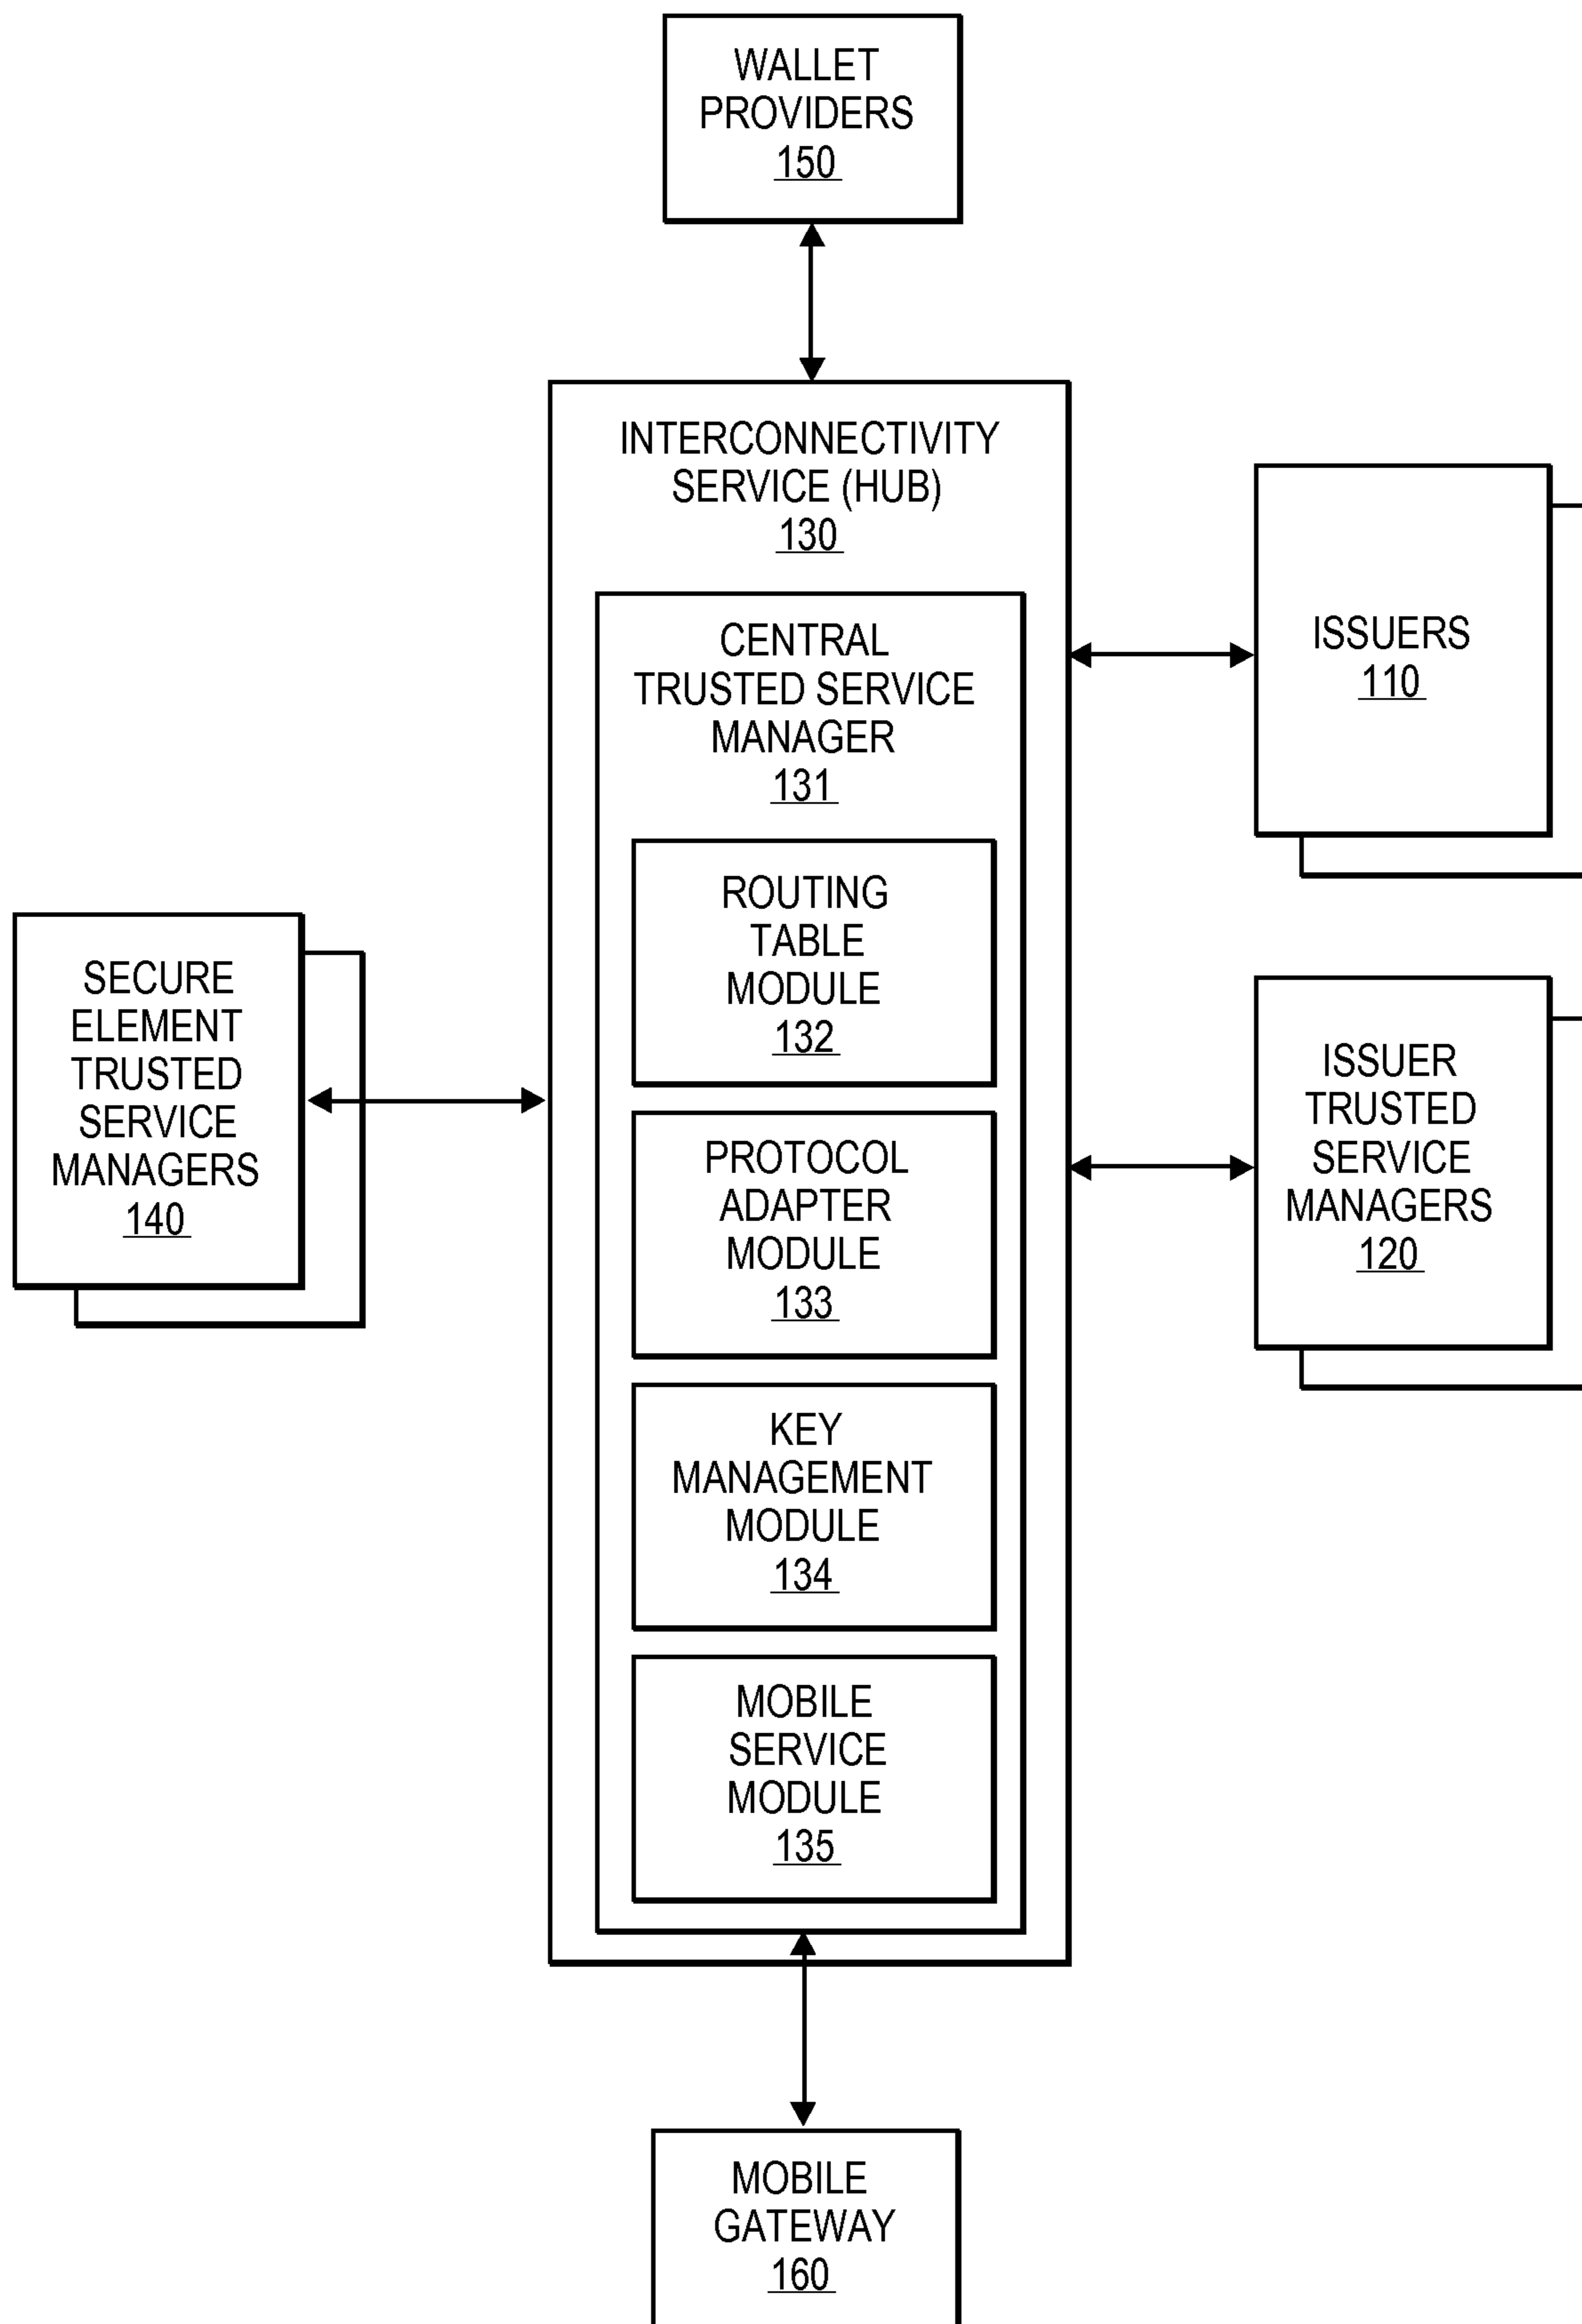 WALLET
PROVIDERS
150
INTERCONNECTIVITY
SERVICE (HUB)
130
CENTRAL
TRUSTED SERVICE
MANAGER
131
ROUTING
TABLE
MODULE
132
PROTOCOL
ADAPTER
MODULE
133
KEY
MANAGEMENT
MODULE
134
MOBILE
SERVICE
MODULE
135
ISSUERS
110
SECURE
ELEMENT
TRUSTED
SERVICE
MANAGERS
140
ISSUER
TRUSTED
SERVICE
MANAGERS
120
MOBILE
GATEWAY
160